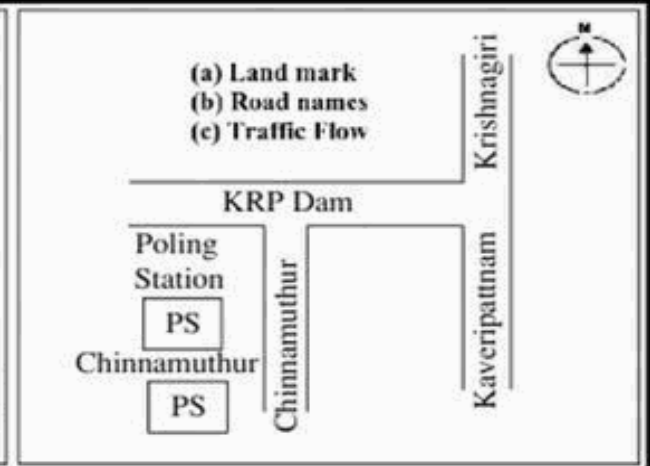 N
(a) Land mark
(b) Road names
(c) Traffic Flow
Krishnagiri
KRP Dam
Poling
Station
PS
Chinnamuthur
PS
Chinnamuthur
Kaveripattnam